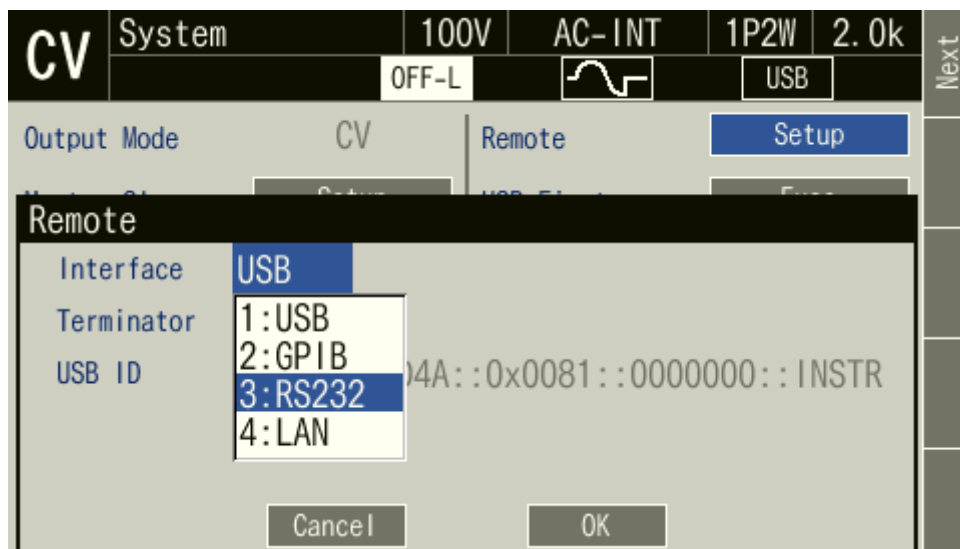 CV System 100V AC-INT 1P2W 2.0k
OFF-L USB
Next
Output Mode CV Remote Setup
Remote
Interface USB
Terminator 1:USB
2:GPIB
USB ID 04A::0x0081::0000000::INSTR
3:RS232
4:LAN
Cancel OK